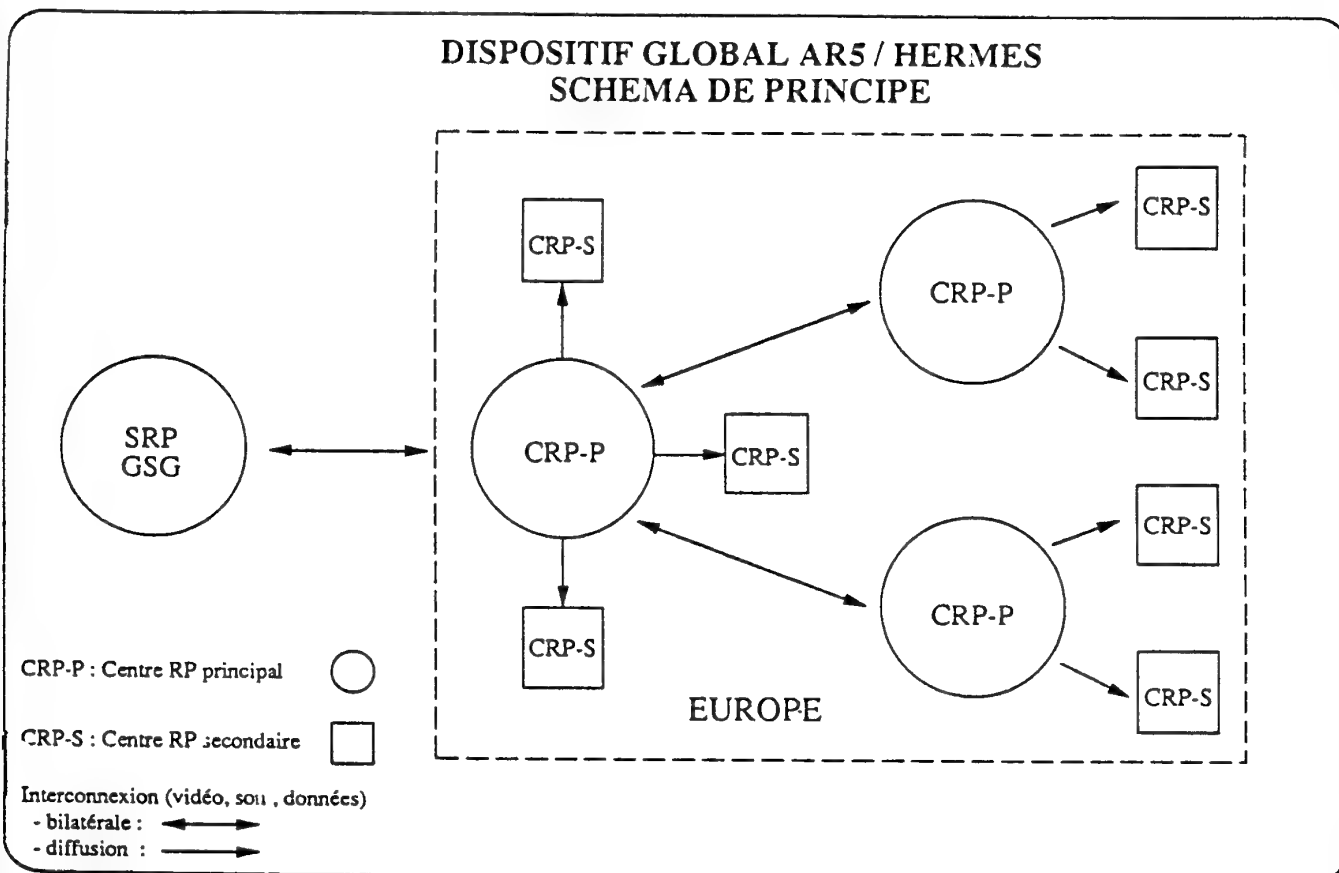 DISPOSITIF GLOBAL AR5 / HERMES
SCHEMA DE PRINCIPE
CRP-S
CRP-S
CRP-P
CRP-S
SRP
GSG
CRP-P
CRP-S
CRP-S
CRP-P
CRP-S
CRP-S
EUROPE
CRP-P : Centre RP principal
CRP-S : Centre RP secondaire
Interconnexion (vidéo, son , données)
- bilatérale :
- diffusion :